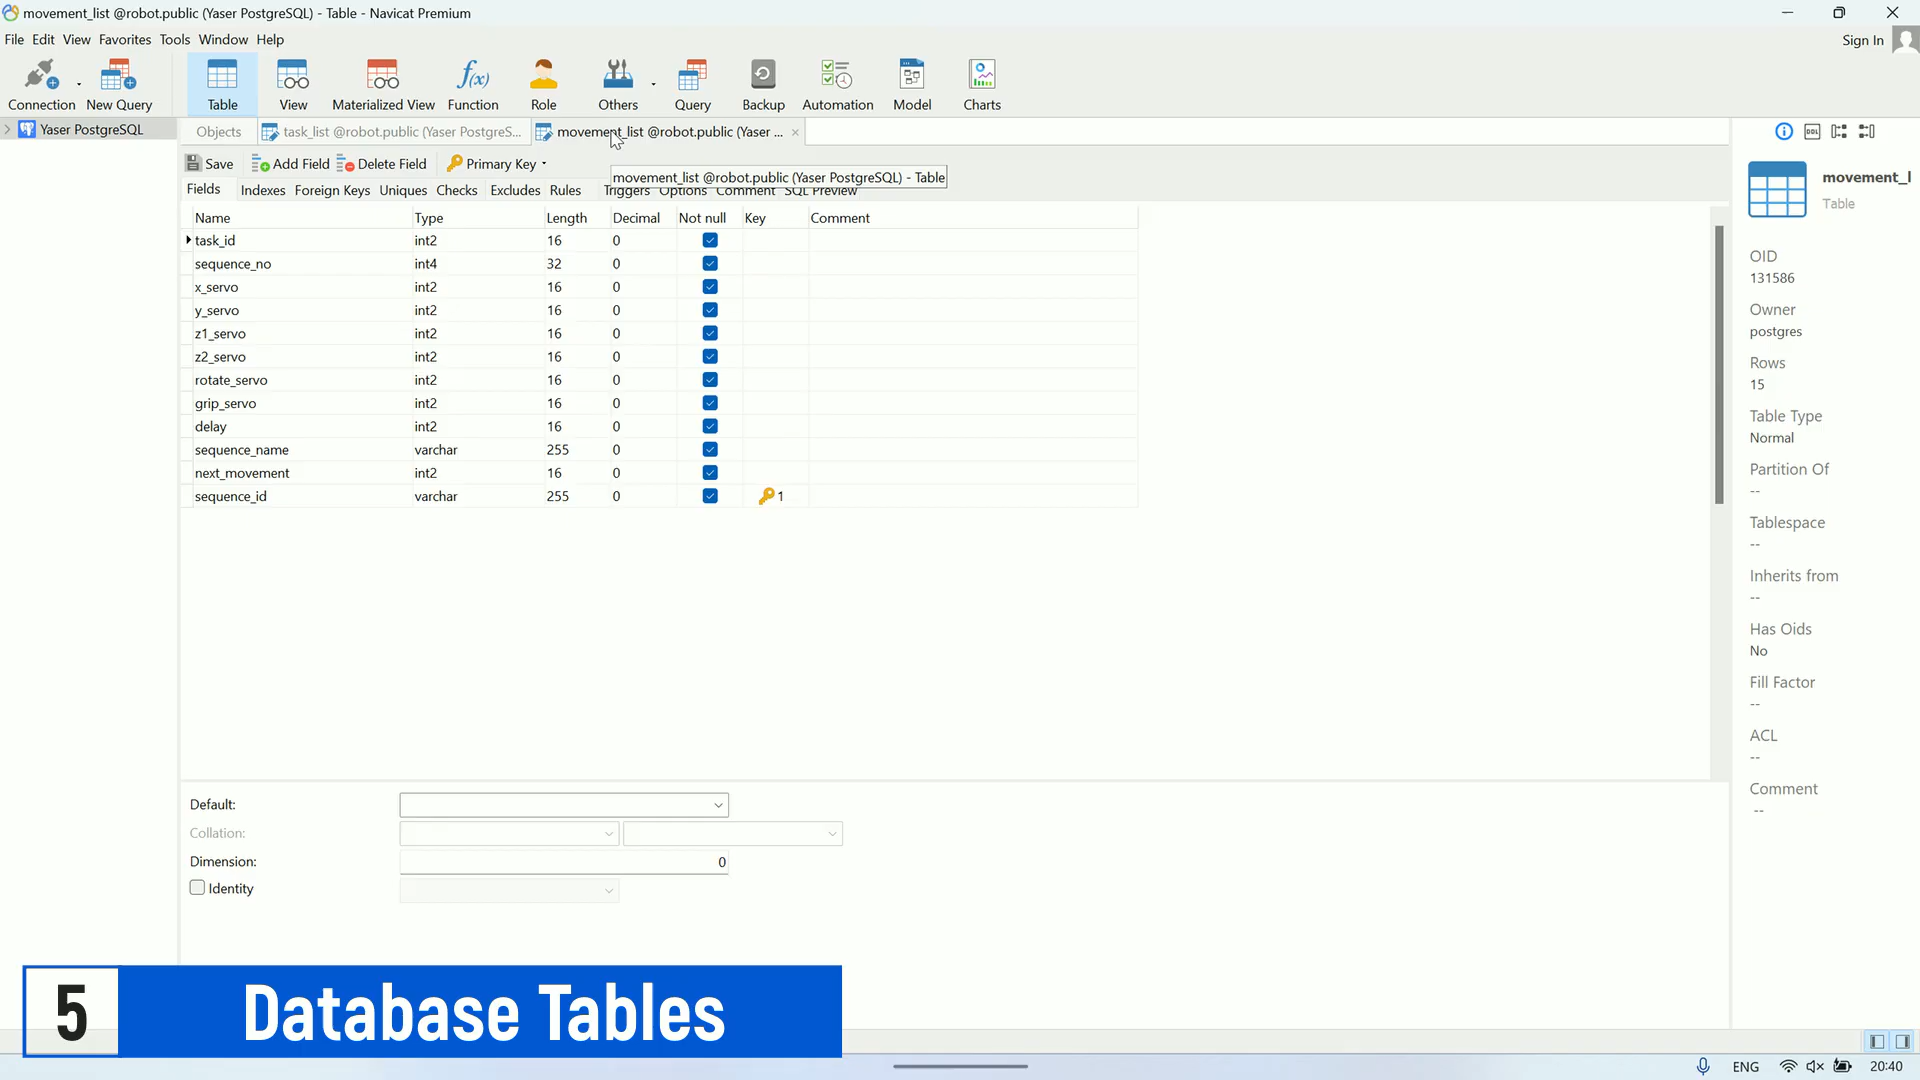 movement_list @robot.public (Yaser PostgreSQL) - Table - Navicat Premium
File Edit View Favorites Tools Window Help
Sign In
Connection New Query Table View Materialized View Function Role Others Query Backup Automation Model Charts
Yaser PostgreSQL
Objects task_list @robot.public (Yaser PostgreS... movement_list @robot.public (Yaser ...
Save Add Field Delete Field Primary Key
movement_list @robot.public (Yaser PostgreSQL) - Table
Fields Indexes Foreign Keys Uniques Checks Excludes Rules Triggers Options Comment SQL Preview
Name Type Length Decimal Not null Key Comment
task_id int2 16 0
sequence_no int4 32 0
x_servo int2 16 0
y_servo int2 16 0
z1_servo int2 16 0
z2_servo int2 16 0
rotate_servo int2 16 0
grip_servo int2 16 0
delay int2 16 0
sequence_name varchar 255 0
next_movement int2 16 0
sequence_id varchar 255 0 1
Default:
Collation:
Dimension: 0
Identity
DDL
movement_l
Table
OID
131586
Owner
postgres
Rows
15
Table Type
Normal
Partition Of
--
Tablespace
--
Inherits from
--
Has Oids
No
Fill Factor
--
ACL
--
Comment
--
5 Database Tables
ENG 20:40